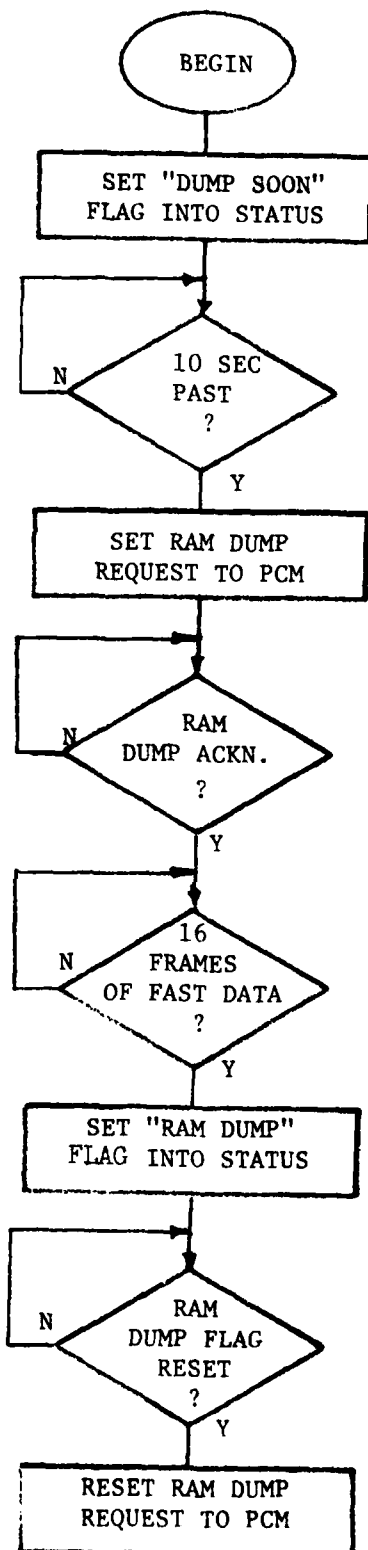 BEGIN
SET "DUMP SOON"
FLAG INTO STATUS
N
10 SEC
PAST
?
Y
SET RAM DUMP
REQUEST TO PCM
N
RAM
DUMP ACKN.
?
Y
16
N
FRAMES
OF FAST DATA
?
Y
SET "RAM DUMP"
FLAG INTO STATUS
N
RAM
DUMP FLAG
RESET
?
Y
RESET RAM DUMP
REQUEST TO PCM